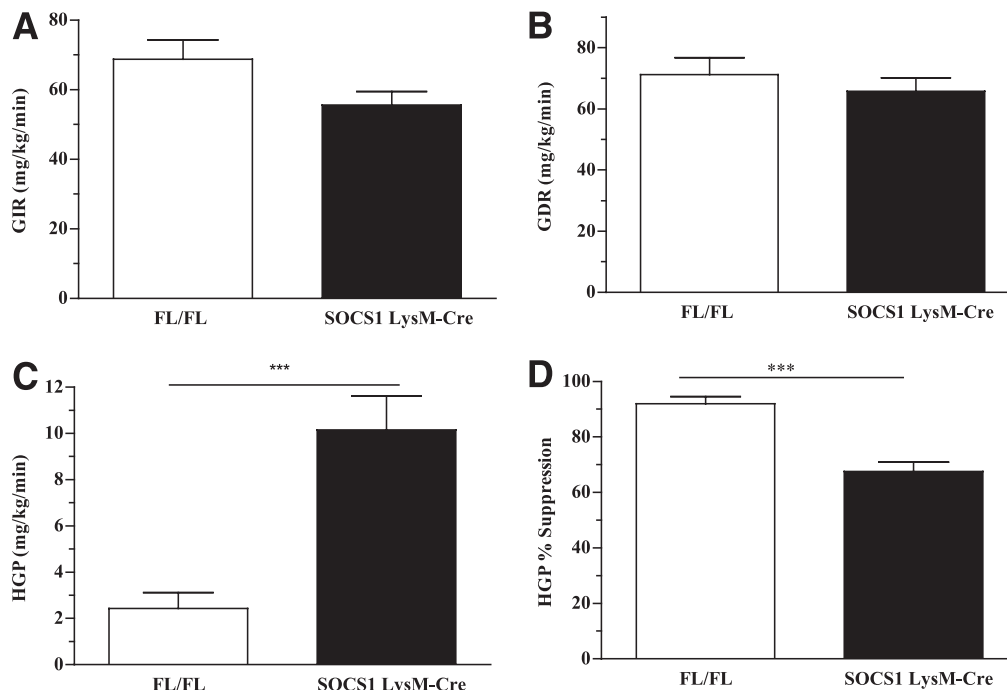 A
GIR (mg/kg/min)
80
60
40
20
0
FL/FL
SOCS1 LysM-Cre
B
GDR (mg/kg/min)
80
60
40
20
0
FL/FL
SOCS1 LysM-Cre
C
***
HGP (mg/kg/min)
12
10
8
6
4
2
0
FL/FL
SOCS1 LysM-Cre
D
***
HGP % Suppression
100
80
60
40
20
0
FL/FL
SOCS1 LysM-Cre